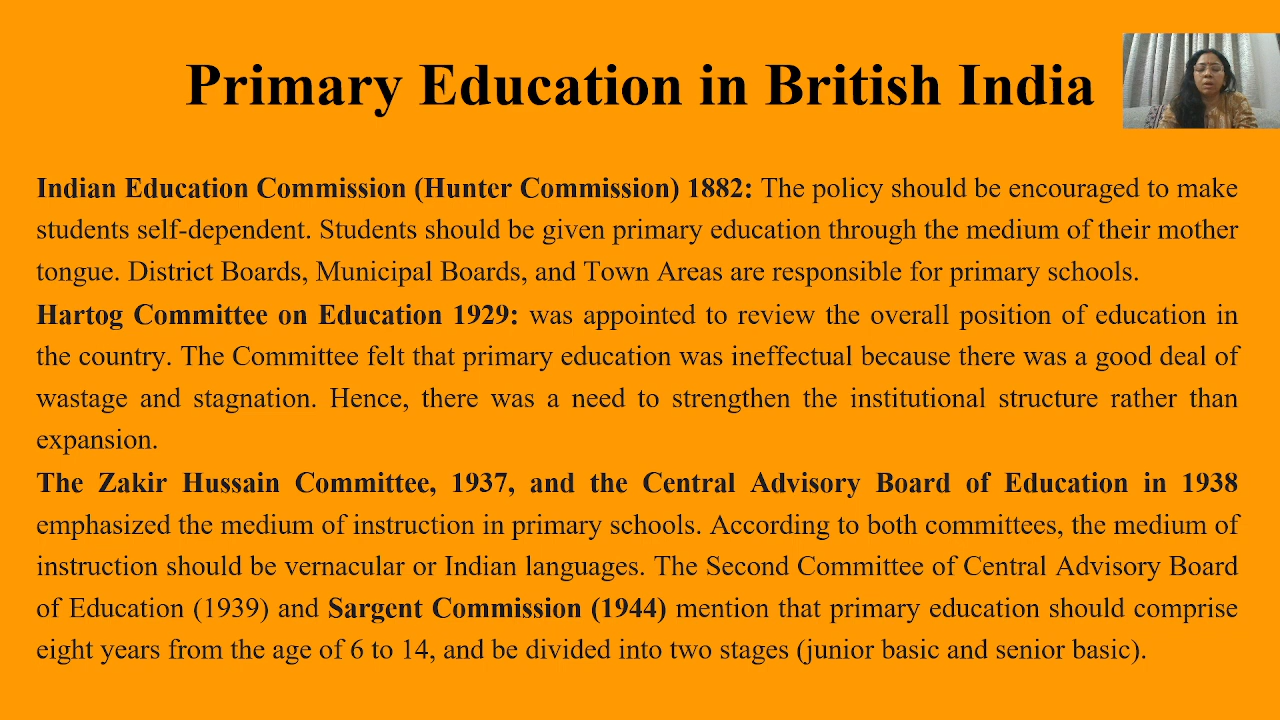 Primary Education in British India
Indian Education Commission (Hunter Commission) 1882: The policy should be encouraged to make
students self-dependent. Students should be given primary education through the medium of their mother
tongue. District Boards, Municipal Boards, and Town Areas are responsible for primary schools.
Hartog Committee on Education 1929: was appointed to review the overall position of education in
the country. The Committee felt that primary education was ineffectual because there was a good deal of
wastage and stagnation. Hence, there was a need to strengthen the institutional structure rather than
expansion.
The Zakir Hussain Committee, 1937, and the Central Advisory Board of Education in 1938
emphasized the medium of instruction in primary schools. According to both committees, the medium of
instruction should be vernacular or Indian languages. The Second Committee of Central Advisory Board
of Education (1939) and Sargent Commission (1944) mention that primary education should comprise
eight years from the age of 6 to 14, and be divided into two stages (junior basic and senior basic).